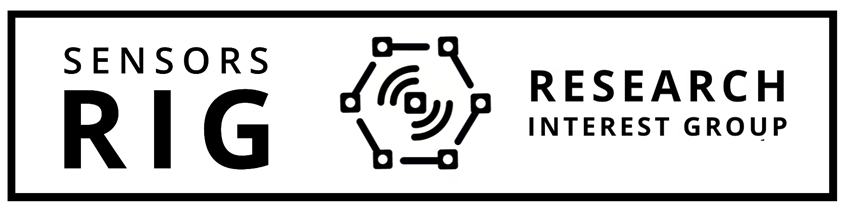 SENSORS
RIG
RESEARCH
INTEREST GROUP